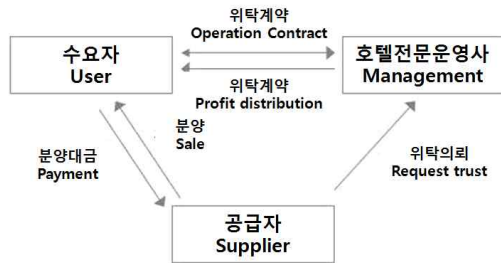 위탁계약
Operation Contract
수요자
User
호텔전문운영사
Management
위탁계약
Profit distribution
분양
Sale
분양대금
Payment
위탁의뢰
Request trust
공급자
Supplier